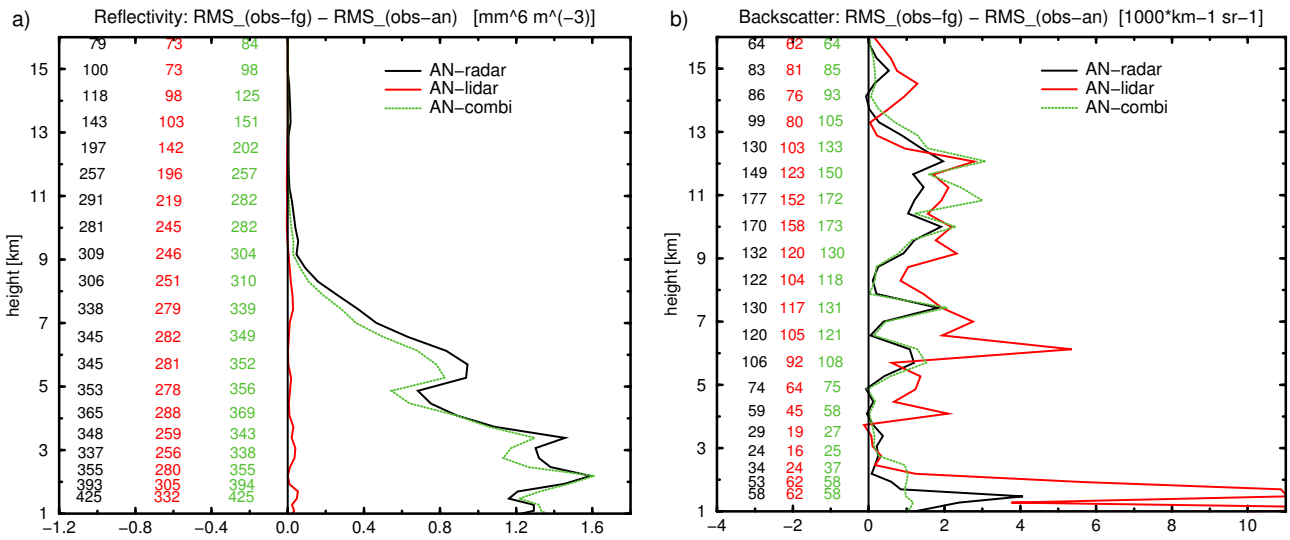 a) Reflectivity: RMS_(obs-fg) − RMS_(obs−an) [mm^6 m^(−3)]
79 73 84
15
100 73 98
118 98 125
13
143 103 151
197 142 202
257 196 257
11
291 219 282
281 245 282
9
309 246 304
306 251 310
338 279 339
7
345 282 349
345 281 352
5
353 278 356
365 288 369
348 259 343
3
337 256 338
355 280 355
393 305 394
425 332 425
1
height [km]
AN−radar
AN−lidar
AN−combi
−1.2 −0.8 −0.4 0.0 0.4 0.8 1.2 1.6
b) Backscatter: RMS_(obs−fg) − RMS_(obs−an) [1000*km−1 sr−1]
64 62 64
15
83 81 85
86 76 93
13
99 80 105
130 103 133
149 123 150
11
177 152 172
170 158 173
9
132 120 130
122 104 118
130 117 131
7
120 105 121
106 92 108
5
74 64 75
59 45 58
29 19 27
3
24 16 25
34 24 37
53 62 58
58 62 58
1
height [km]
AN−radar
AN−lidar
AN−combi
−4 −2 0 2 4 6 8 10